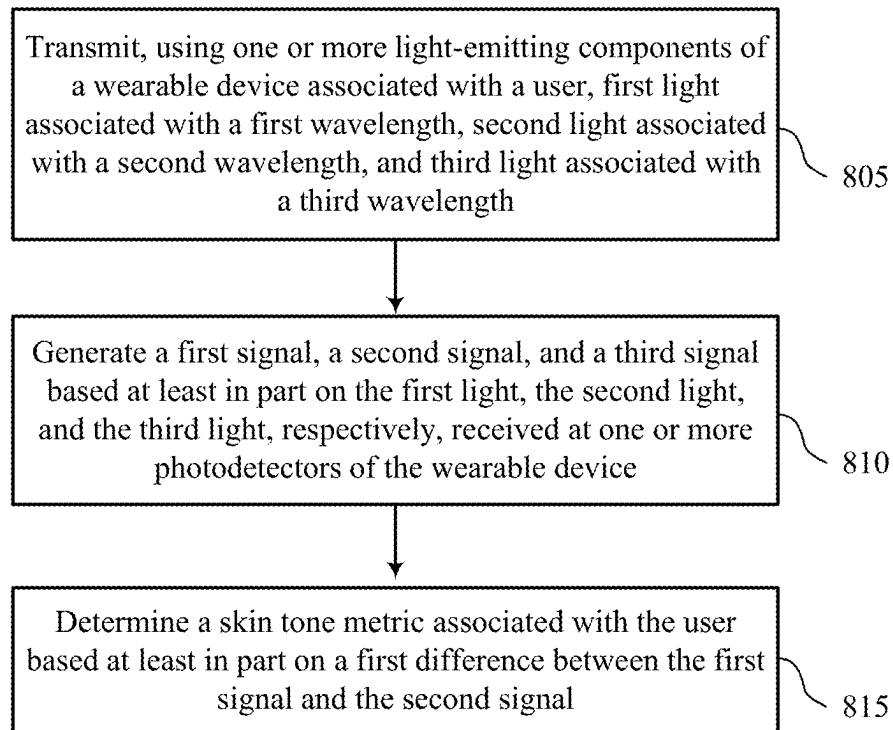 Transmit, using one or more light-emitting components of
a wearable device associated with a user, first light
associated with a first wavelength, second light associated
with a second wavelength, and third light associated with
a third wavelength
805
Generate a first signal, a second signal, and a third signal
based at least in part on the first light, the second light,
and the third light, respectively, received at one or more
photodetectors of the wearable device
810
Determine a skin tone metric associated with the user
based at least in part on a first difference between the first
signal and the second signal
815